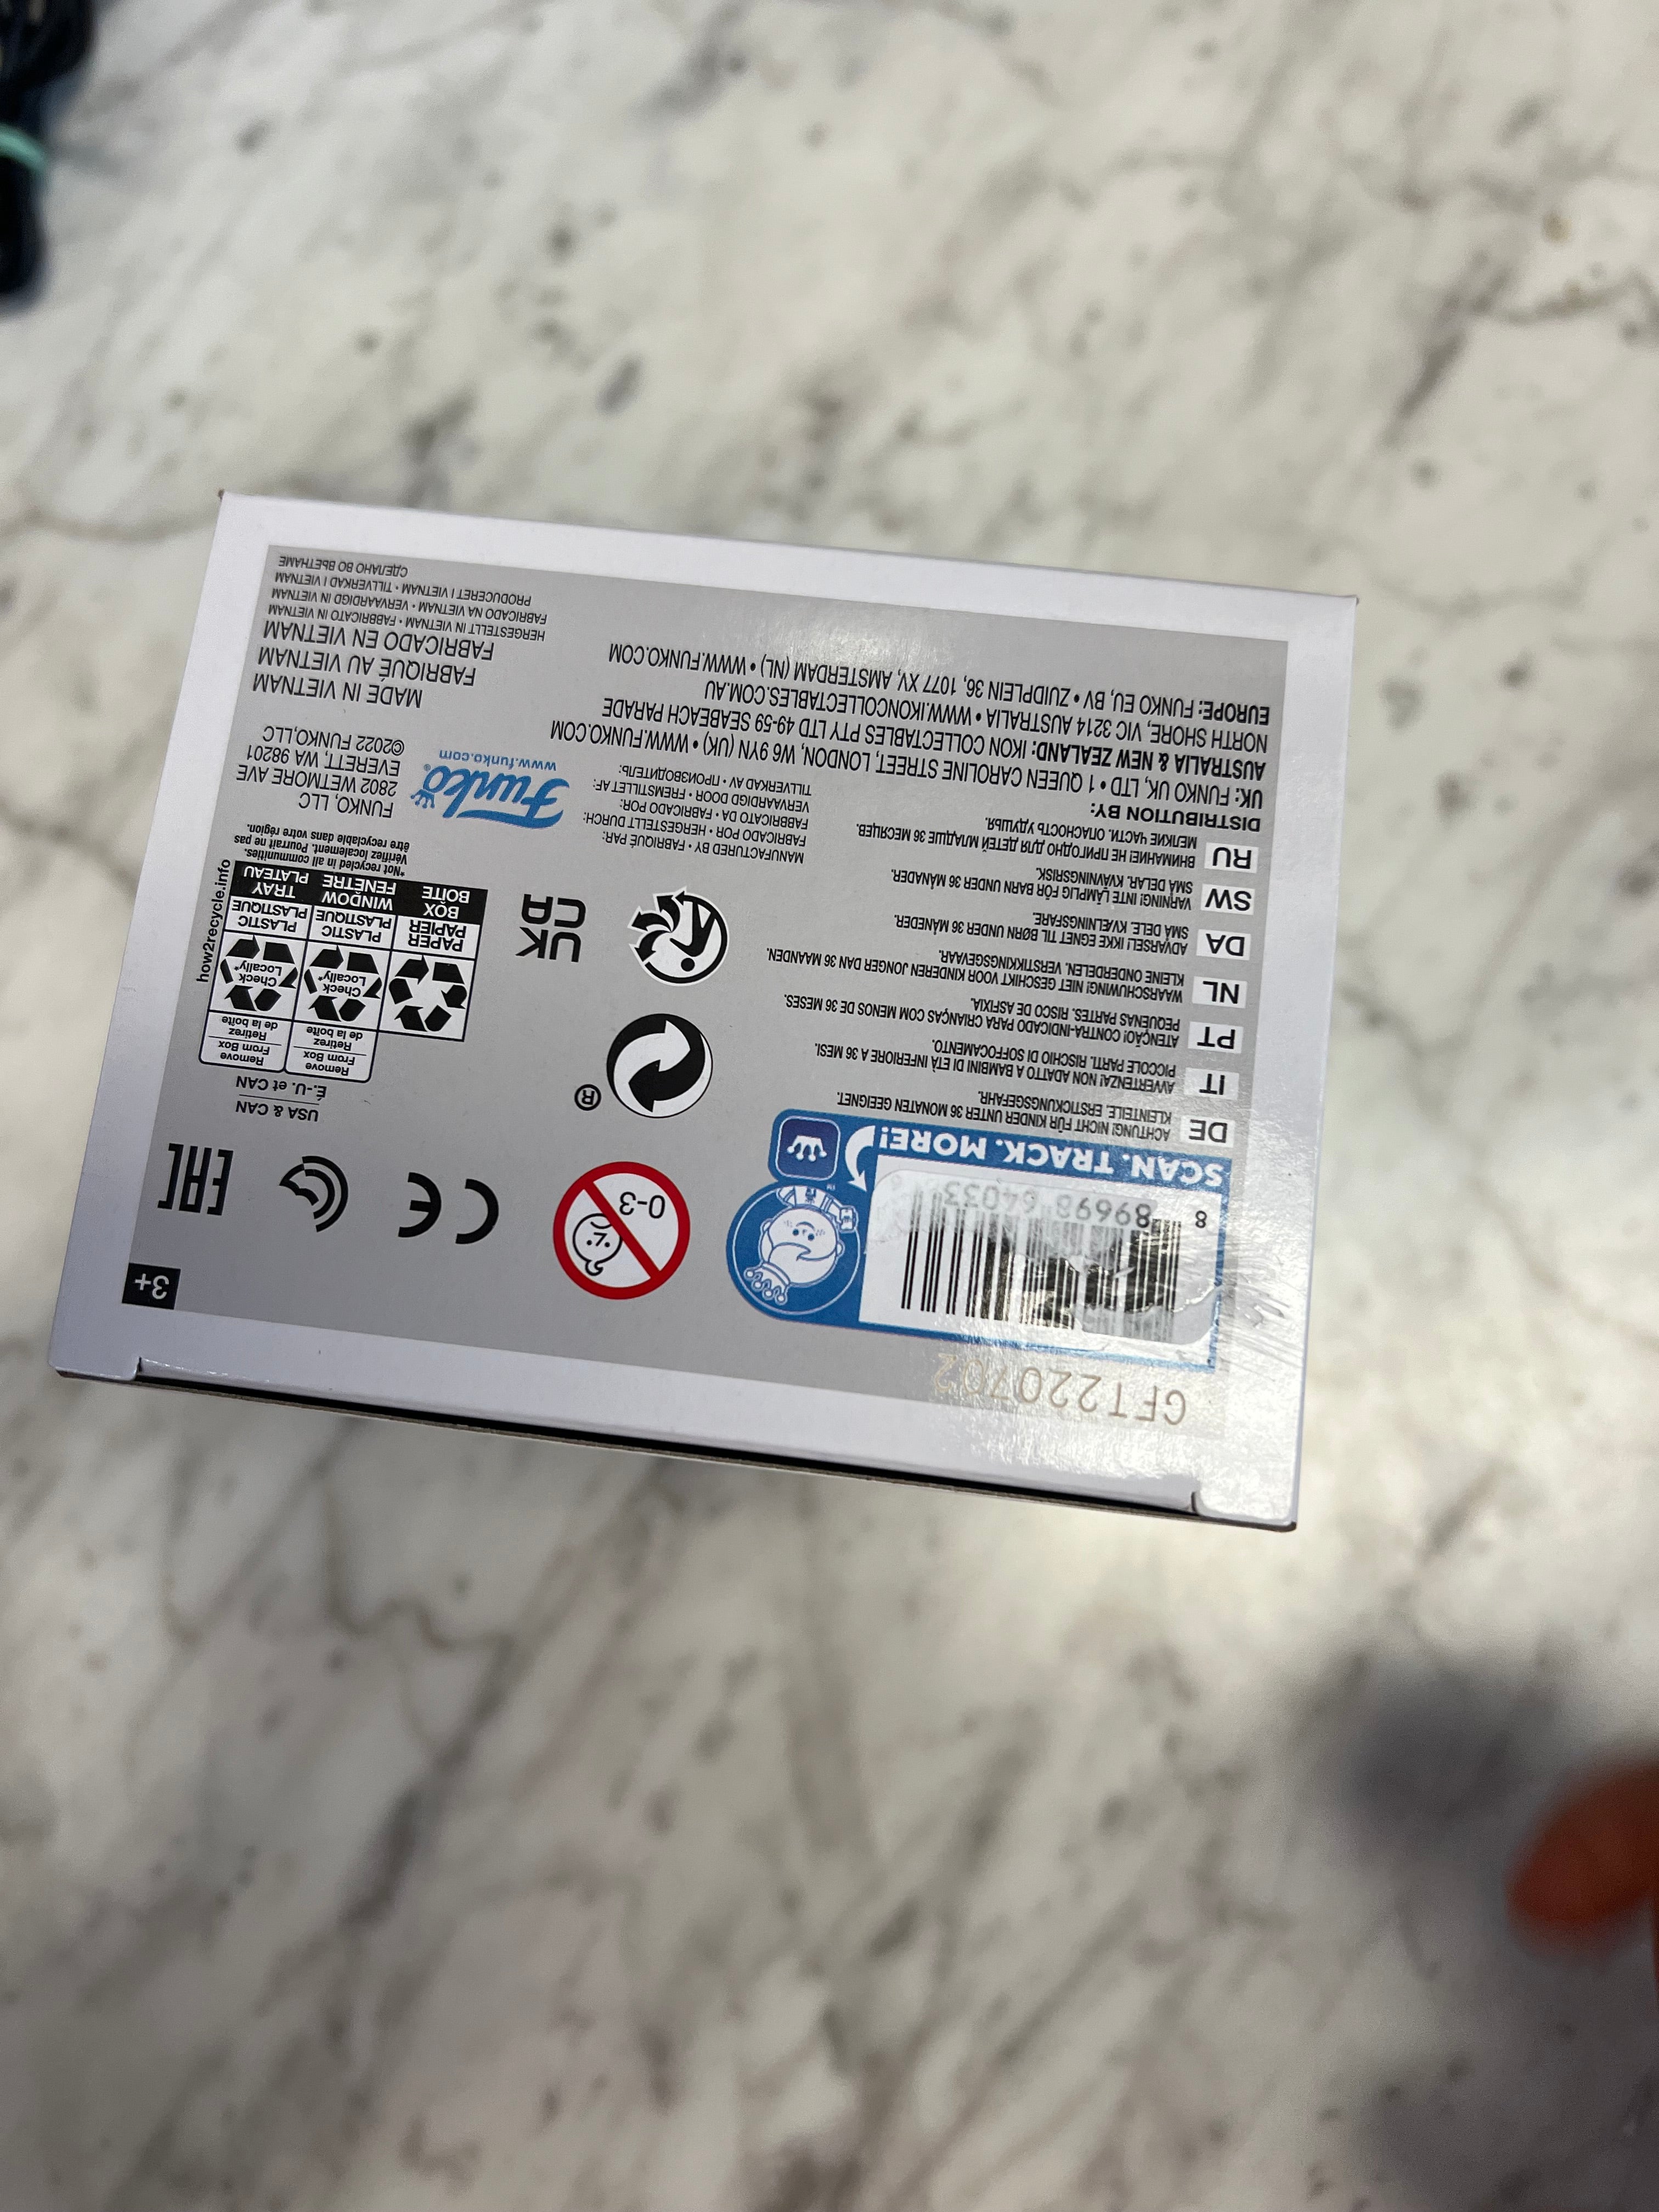 GFT220702
3+
8 89698 64033
SCAN. TRACK. MORE!
0-3
CE
EAC
DE
ACHTUNG! NICHT FÜR KINDER UNTER 36 MONATEN GEEIGNET.
KLEINTEILE. ERSTICKUNGSGEFAHR.
IT
AVVERTENZA! NON ADATTO A BAMBINI DI ETÀ INFERIORE A 36 MESI.
PICCOLE PARTI. RISCHIO DI SOFFOCAMENTO.
PT
ATENÇÃO! CONTRA-INDICADO PARA CRIANÇAS COM MENOS DE 36 MESES.
PEQUENAS PARTES. RISCO DE ASFIXIA.
NL
WAARSCHUWING! NIET GESCHIKT VOOR KINDEREN JONGER DAN 36 MAANDEN.
KLEINE ONDERDELEN. VERSTIKKINGSGEVAAR.
DA
ADVARSEL! IKKE EGNET TIL BØRN UNDER 36 MÅNEDER.
SMÅ DELE. KVÆLNINGSFARE.
SW
VARNING! INTE LÄMPLIG FÖR BARN UNDER 36 MÅNADER.
SMÅ DELAR. KVÄVNINGSRISK.
RU
ВНИМАНИЕ! НЕ ПРИГОДНО ДЛЯ ДЕТЕЙ МЛАДШЕ 36 МЕСЯЦЕВ.
МЕЛКИЕ ЧАСТИ. ОПАСНОСТЬ УДУШЬЯ.
®
UK
CA
USA & CAN
É.-U. et CAN
Remove From Box
Retirez de la boîte
Remove From Box
Retirez de la boîte
Check Locally*
Check Locally*
PAPER
PAPIER
PLASTIC
PLASTIQUE
PLASTIC
PLASTIQUE
BOX
BOÎTE
WINDOW
FENÊTRE
TRAY
PLATEAU
how2recycle.info
*Not recycled in all communities.
Vérifiez localement. Pourrait ne pas
être recyclable dans votre région.
MANUFACTURED BY • FABRIQUÉ PAR:
FABRICADO POR • HERGESTELLT DURCH:
FABBRICATO DA • FABRICADO POR:
VERVAARDIGD DOOR • FREMSTILLET AF:
TILLVERKAD AV • ПРОИЗВОДИТЕЛЬ:
Funko®
www.funko.com
FUNKO, LLC
2802 WETMORE AVE
EVERETT, WA 98201
©2022 FUNKO,LLC
DISTRIBUTION BY:
UK: FUNKO UK, LTD • 1 QUEEN CAROLINE STREET, LONDON, W6 9YN (UK) • WWW.FUNKO.COM
AUSTRALIA & NEW ZEALAND: IKON COLLECTABLES PTY LTD 49-59 SEABEACH PARADE
NORTH SHORE, VIC 3214 AUSTRALIA • WWW.IKONCOLLECTABLES.COM.AU
EUROPE: FUNKO EU, BV • ZUIDPLEIN 36, 1077 XV, AMSTERDAM (NL) • WWW.FUNKO.COM
MADE IN VIETNAM
FABRIQUÉ AU VIETNAM
FABRICADO EN VIETNAM
HERGESTELLT IN VIETNAM • FABBRICATO IN VIETNAM
FABRICADO NA VIETNAM • VERVAARDIGD IN VIETNAM
PRODUCERET I VIETNAM • TILLVERKAD I VIETNAM
СДЕЛАНО ВО ВЬЕТНАМЕ